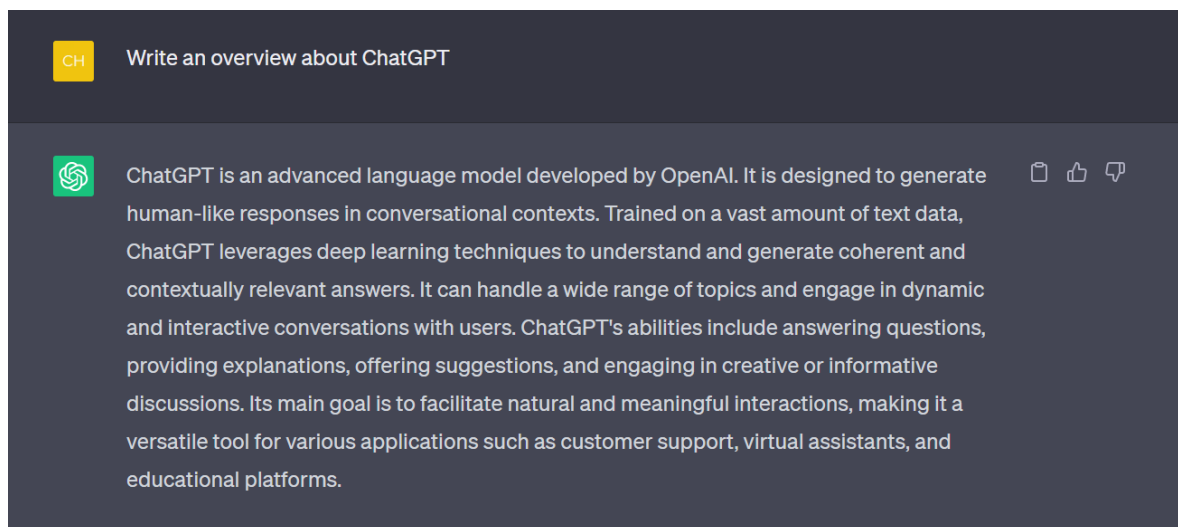 CH
Write an overview about ChatGPT
ChatGPT is an advanced language model developed by OpenAI. It is designed to generate
human-like responses in conversational contexts. Trained on a vast amount of text data,
ChatGPT leverages deep learning techniques to understand and generate coherent and
contextually relevant answers. It can handle a wide range of topics and engage in dynamic
and interactive conversations with users. ChatGPT's abilities include answering questions,
providing explanations, offering suggestions, and engaging in creative or informative
discussions. Its main goal is to facilitate natural and meaningful interactions, making it a
versatile tool for various applications such as customer support, virtual assistants, and
educational platforms.